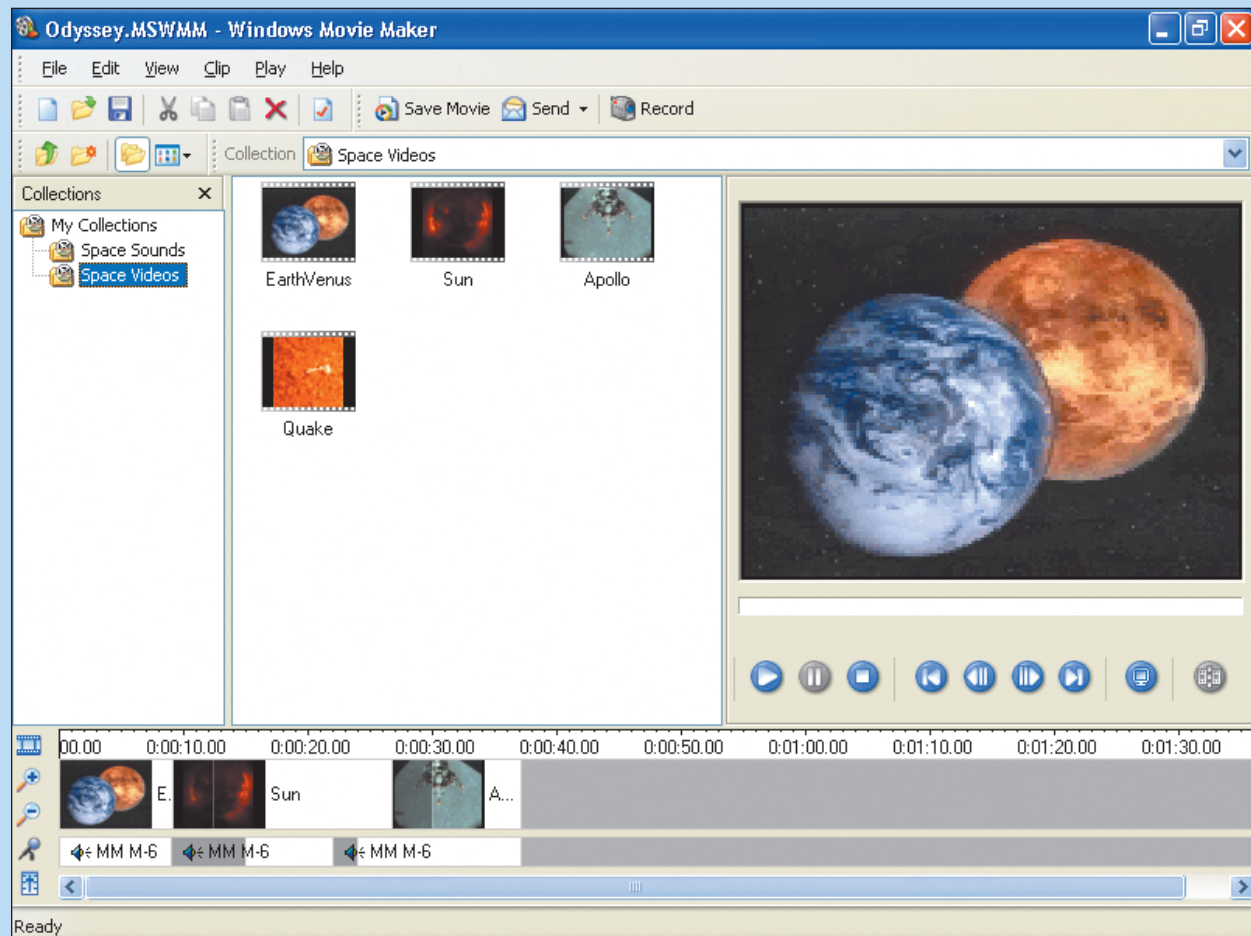 Odyssey.MSWMM - Windows Movie Maker
File Edit View Clip Play Help
Save Movie Send Record
Collection Space Videos
Collections
My Collections
Space Sounds
Space Videos
EarthVenus Sun Apollo
Quake
00.00 0:00:10.00 0:00:20.00 0:00:30.00 0:00:40.00 0:00:50.00 0:01:00.00 0:01:10.00 0:01:20.00 0:01:30.00
E. Sun A...
MM M-6 MM M-6 MM M-6
Ready